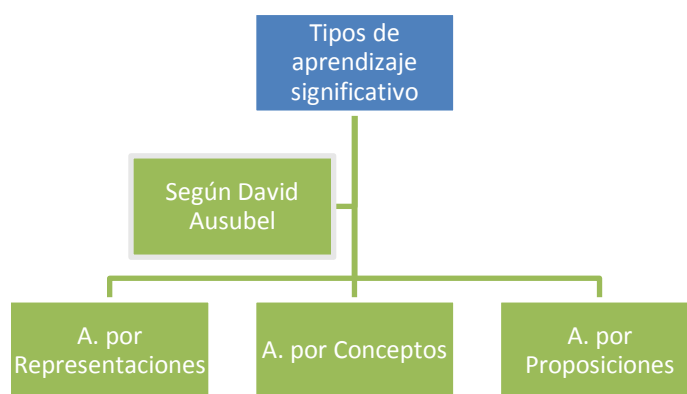 Tipos de
aprendizaje
significativo
Según David
Ausubel
A. por
Representaciones
A. por Conceptos
A. por
Proposiciones